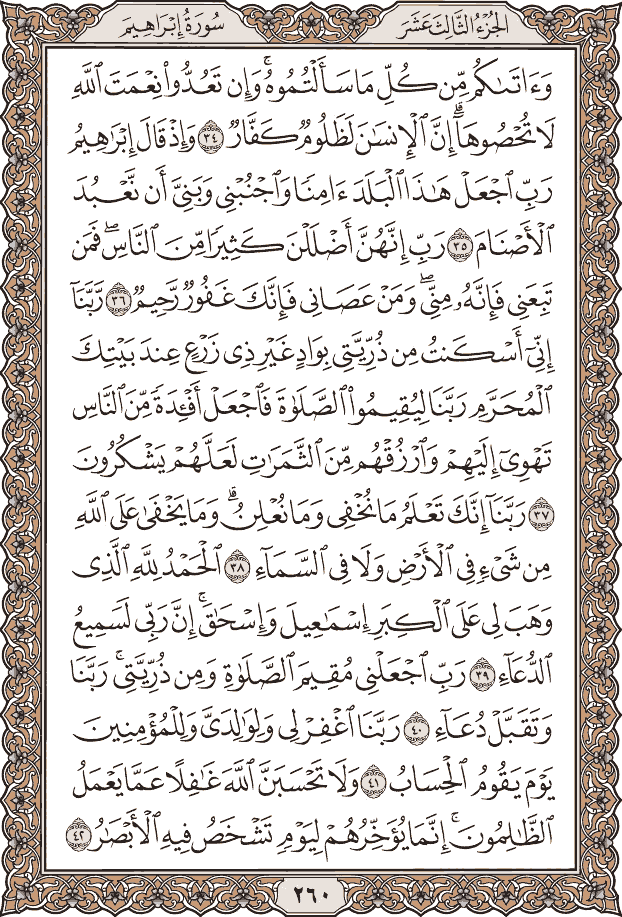 الجُزْءُ الثَّالِثَ عَشَرَ
سُورَةُ إِبْرَاهِيمَ
وَءَاتَىٰكُم مِّن كُلِّ مَا سَأَلْتُمُوهُۚ وَإِن تَعُدُّواْ نِعْمَتَ ٱللَّهِ
لَا تُحْصُوهَآۗ إِنَّ ٱلْإِنسَٰنَ لَظَلُومٌ كَفَّارٌ ٣٤ وَإِذْ قَالَ إِبْرَٰهِيمُ
رَبِّ ٱجْعَلْ هَٰذَا ٱلْبَلَدَ ءَامِنًا وَٱجْنُبْنِي وَبَنِيَّ أَن نَّعْبُدَ
ٱلْأَصْنَامَ ٣٥ رَبِّ إِنَّهُنَّ أَضْلَلْنَ كَثِيرًا مِّنَ ٱلنَّاسِۖ فَمَن
تَبِعَنِي فَإِنَّهُۥ مِنِّيۖ وَمَنْ عَصَانِي فَإِنَّكَ غَفُورٌ رَّحِيمٌ ٣٦ رَّبَّنَآ
إِنِّيٓ أَسْكَنتُ مِن ذُرِّيَّتِي بِوَادٍ غَيْرِ ذِي زَرْعٍ عِندَ بَيْتِكَ
ٱلْمُحَرَّمِ رَبَّنَا لِيُقِيمُواْ ٱلصَّلَوٰةَ فَٱجْعَلْ أَفْـِٔدَةً مِّنَ ٱلنَّاسِ
تَهْوِيٓ إِلَيْهِمْ وَٱرْزُقْهُم مِّنَ ٱلثَّمَرَٰتِ لَعَلَّهُمْ يَشْكُرُونَ
٣٧ رَبَّنَآ إِنَّكَ تَعْلَمُ مَا نُخْفِي وَمَا نُعْلِنُۗ وَمَا يَخْفَىٰ عَلَى ٱللَّهِ
مِن شَيْءٍ فِي ٱلْأَرْضِ وَلَا فِي ٱلسَّمَآءِ ٣٨ ٱلْحَمْدُ لِلَّهِ ٱلَّذِي
وَهَبَ لِي عَلَى ٱلْكِبَرِ إِسْمَٰعِيلَ وَإِسْحَٰقَۚ إِنَّ رَبِّي لَسَمِيعُ
ٱلدُّعَآءِ ٣٩ رَبِّ ٱجْعَلْنِي مُقِيمَ ٱلصَّلَوٰةِ وَمِن ذُرِّيَّتِيۚ رَبَّنَا
وَتَقَبَّلْ دُعَآءِ ٤٠ رَبَّنَا ٱغْفِرْ لِي وَلِوَٰلِدَيَّ وَلِلْمُؤْمِنِينَ
يَوْمَ يَقُومُ ٱلْحِسَابُ ٤١ وَلَا تَحْسَبَنَّ ٱللَّهَ غَٰفِلًا عَمَّا يَعْمَلُ
ٱلظَّٰلِمُونَۚ إِنَّمَا يُؤَخِّرُهُمْ لِيَوْمٍ تَشْخَصُ فِيهِ ٱلْأَبْصَٰرُ ٤٢
٢٦٠